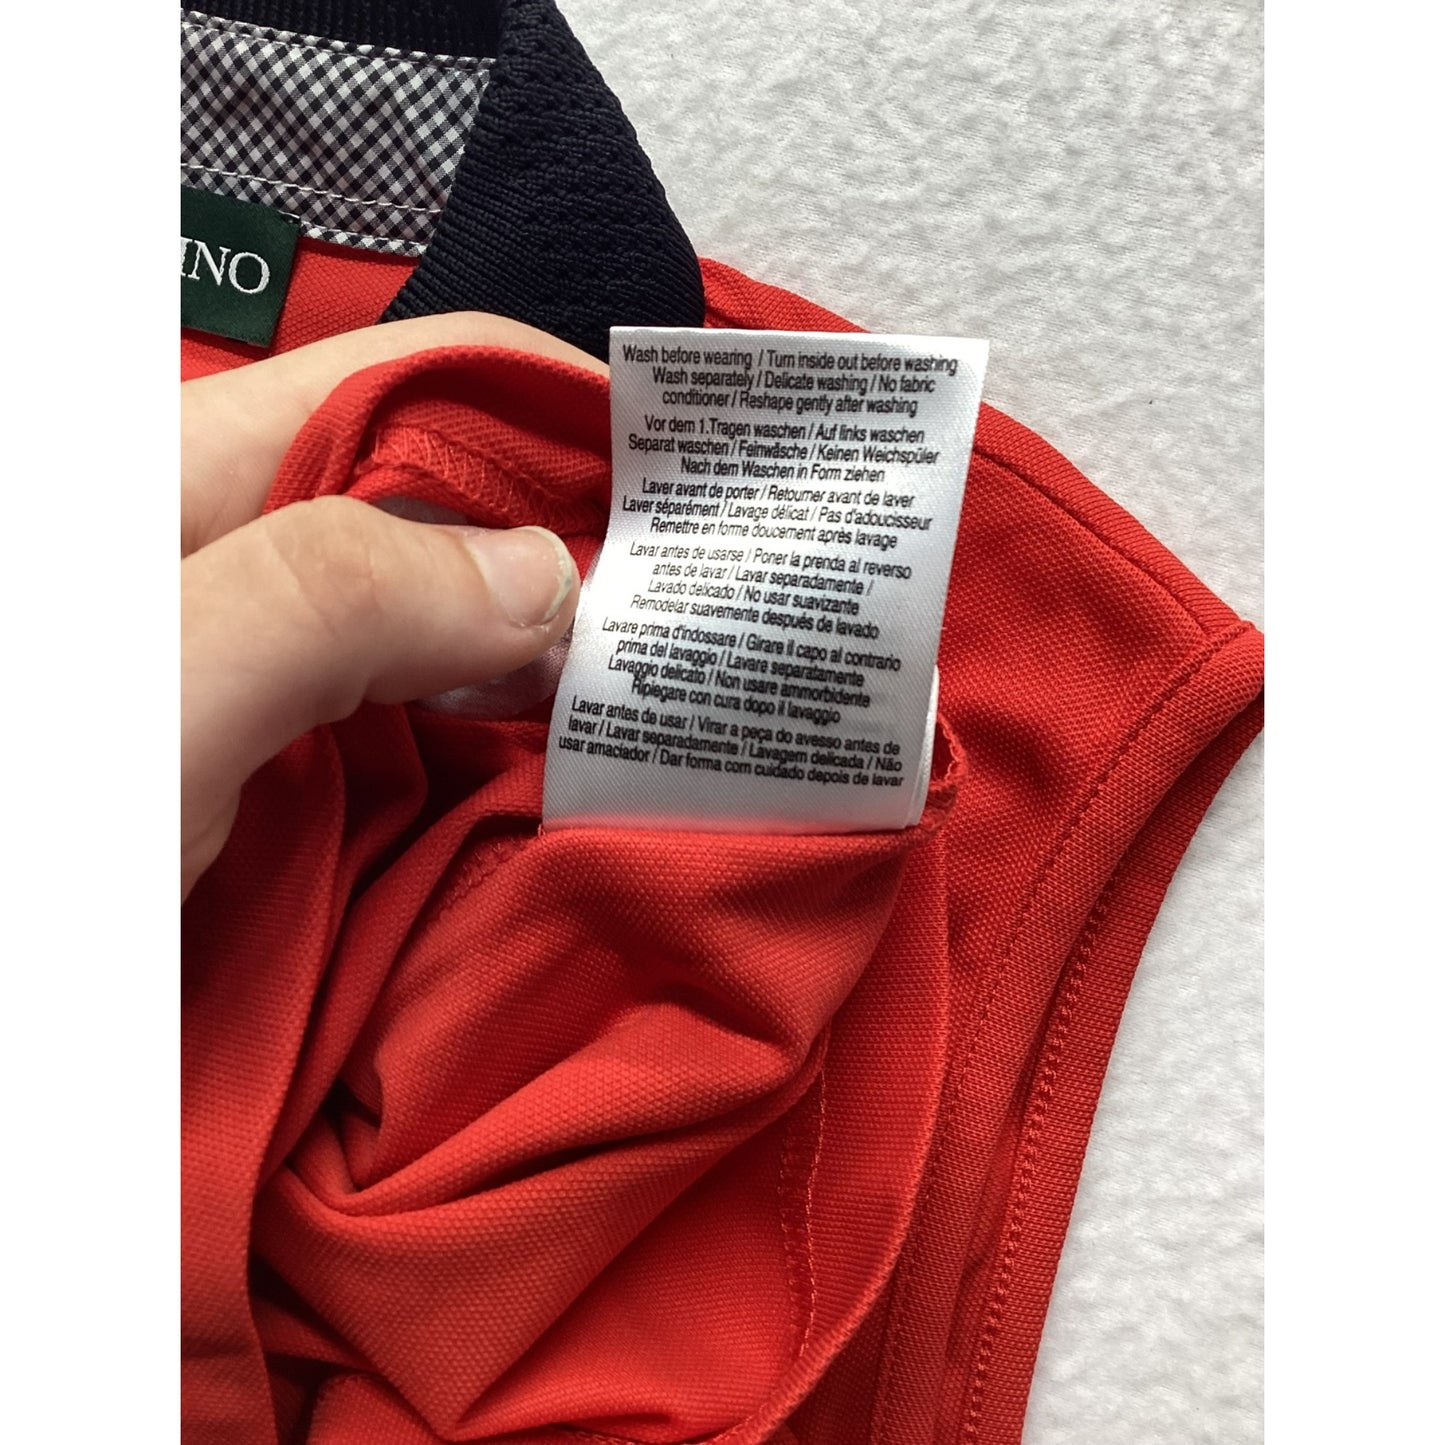 INO
Wash before wearing / Turn inside out before washing
Wash separately / Delicate washing / No fabric
conditioner / Reshape gently after washing
Vor dem 1.Tragen waschen / Auf links waschen
Separat waschen / Feinwäsche / Keinen Weichspüler
Nach dem Waschen in Form ziehen
Laver avant de porter / Retourner avant de laver
Laver séparément / Lavage délicat / Pas d'adoucisseur
Remettre en forme doucement après lavage
Lavar antes de usarse / Poner la prenda al reverso
antes de lavar / Lavar separadamente /
Lavado delicado / No usar suavizante
Remodelar suavemente después de lavado
Lavare prima d'indossare / Girare il capo al contrario
prima del lavaggio / Lavare separatamente
Lavaggio delicato / Non usare ammorbidente
Ripiegare con cura dopo il lavaggio
Lavar antes de usar / Virar a peça do avesso antes de
lavar / Lavar separadamente / Lavagem delicada / Não
usar amaciador / Dar forma com cuidado depois de lavar